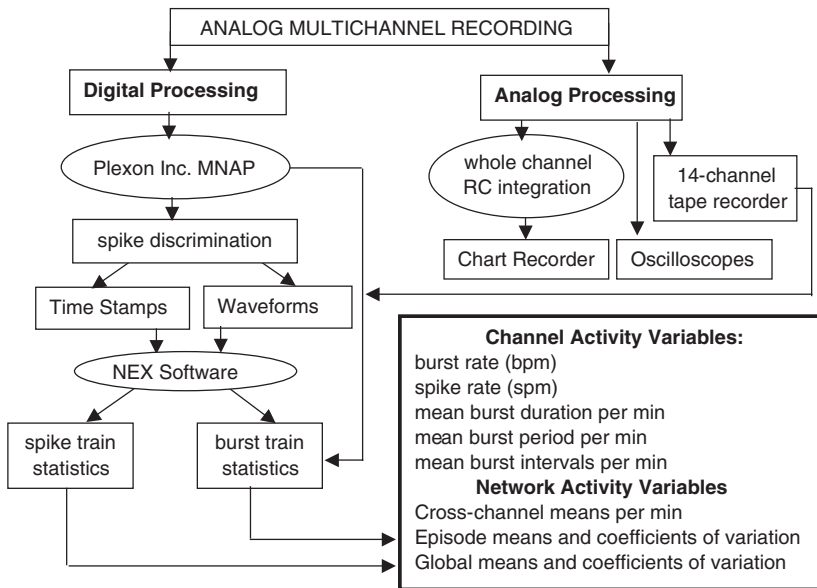 ANALOG MULTICHANNEL RECORDING
Digital Processing
Analog Processing
Plexon Inc. MNAP
whole channel
RC integration
14-channel
tape recorder
spike discrimination
Chart Recorder
Oscilloscopes
Time Stamps
Waveforms
NEX Software
spike train
statistics
burst train
statistics
Channel Activity Variables:
burst rate (bpm)
spike rate (spm)
mean burst duration per min
mean burst period per min
mean burst intervals per min
Network Activity Variables
Cross-channel means per min
Episode means and coefficients of variation
Global means and coefficients of variation